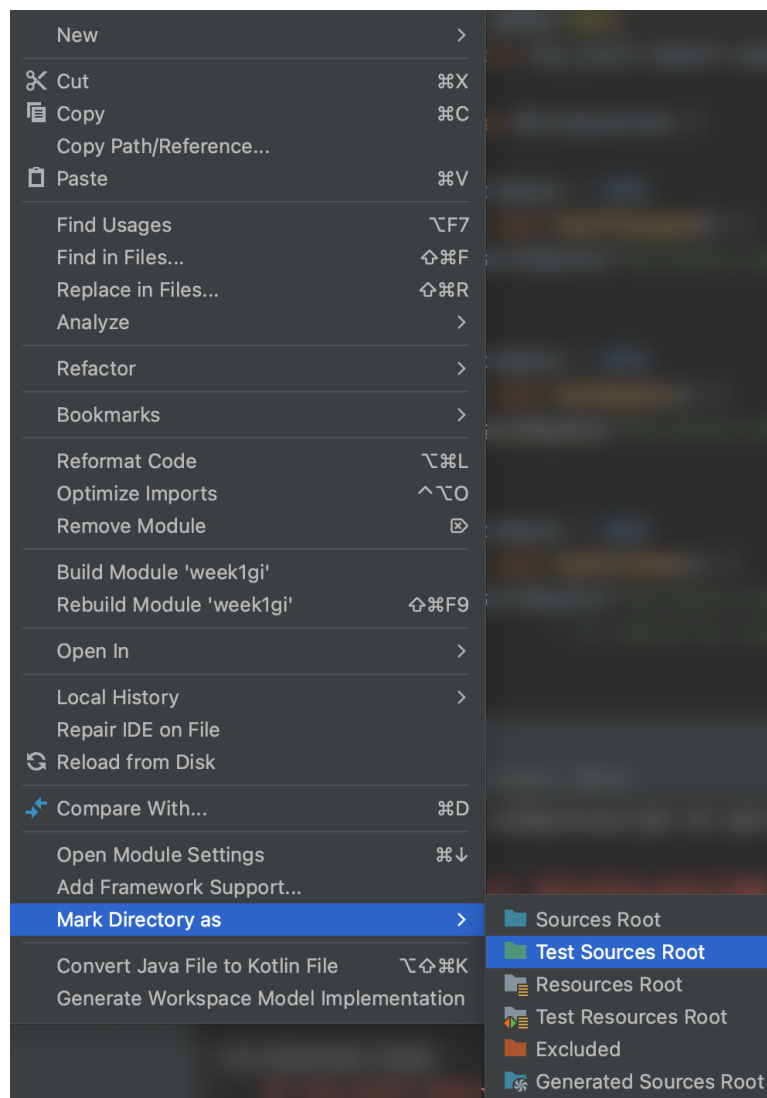 New
Cut ⌘X
Copy ⌘C
Copy Path/Reference...
Paste ⌘V
Find Usages ⌥F7
Find in Files... ⇧⌘F
Replace in Files... ⇧⌘R
Analyze
Refactor
Bookmarks
Reformat Code ⌥⌘L
Optimize Imports ^⌥O
Remove Module ⌦
Build Module 'week1gi'
Rebuild Module 'week1gi' ⇧⌘F9
Open In
Local History
Repair IDE on File
Reload from Disk
Compare With... ⌘D
Open Module Settings ⌘↓
Add Framework Support...
Mark Directory as
Convert Java File to Kotlin File ⌥⇧⌘K
Generate Workspace Model Implementation
Sources Root
Test Sources Root
Resources Root
Test Resources Root
Excluded
Generated Sources Root